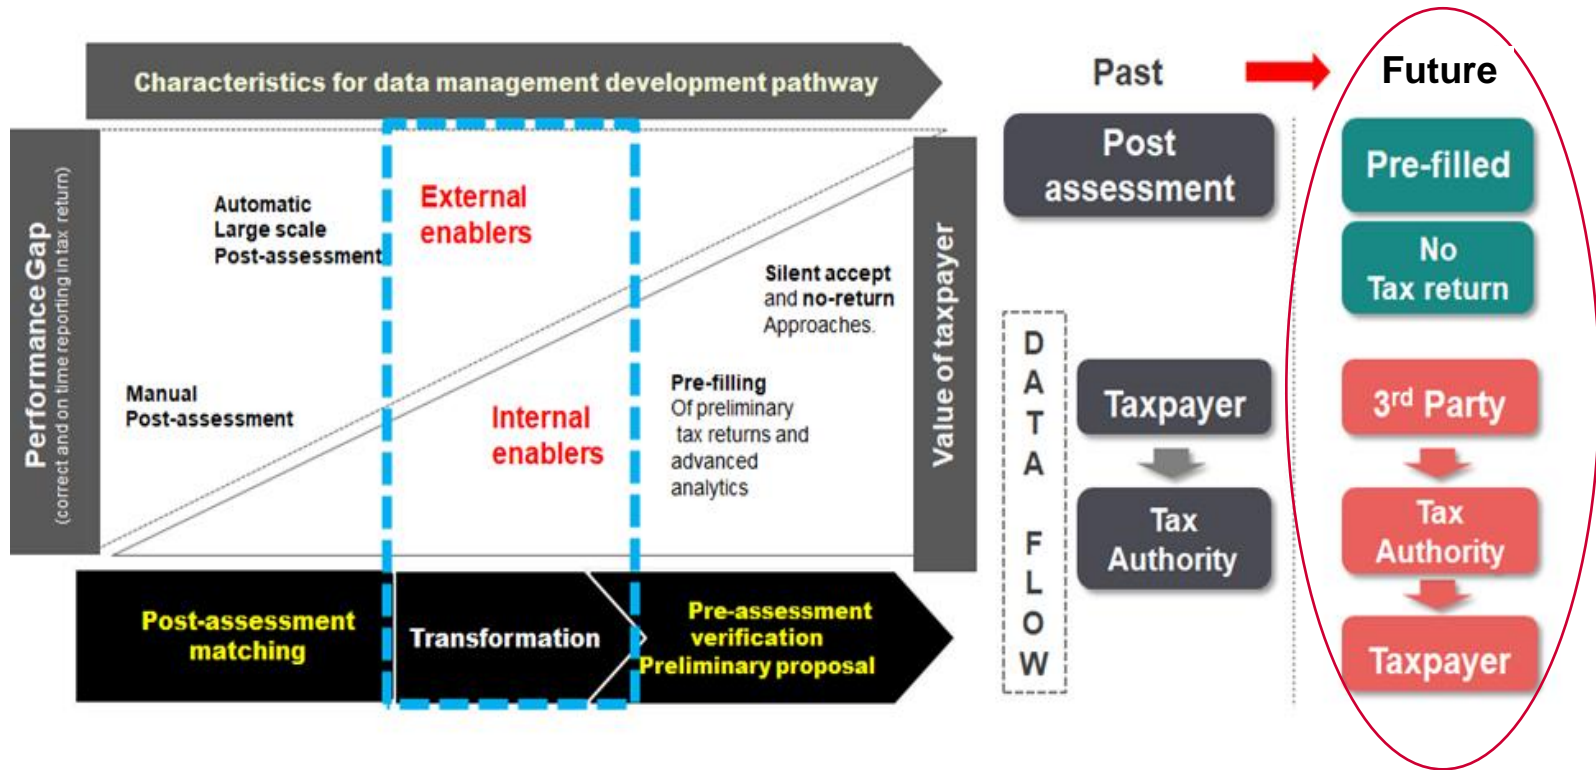 Characteristics for data management development pathway
Performance Gap
(correct and on time reporting in tax return)
Automatic
Large scale
Post-assessment
External
enablers
Silent accept
and no-return
Approaches.
Manual
Post-assessment
Internal
enablers
Pre-filling
Of preliminary
tax returns and
advanced
analytics
Value of taxpayer
Post-assessment
matching
Transformation
Pre-assessment
verification
Preliminary proposal
Past
Future
Post
assessment
Pre-filled
No
Tax return
DATA FLOW
Taxpayer
Tax
Authority
3rd Party
Tax
Authority
Taxpayer